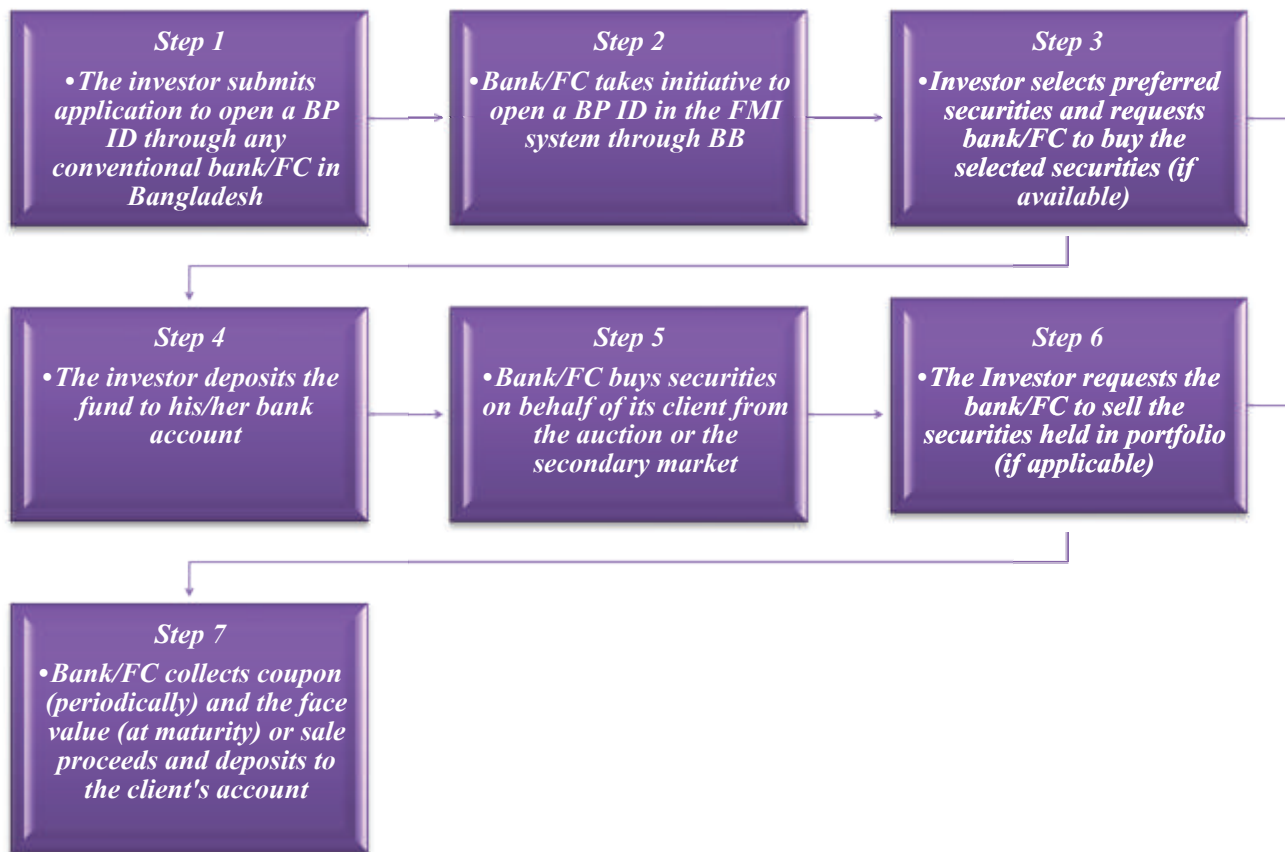 Step 1
•The investor submits
application to open a BP
ID through any
conventional bank/FC in
Bangladesh
Step 2
•Bank/FC takes initiative to
open a BP ID in the FMI
system through BB
Step 3
•Investor selects preferred
securities and requests
bank/FC to buy the
selected securities (if
available)
Step 4
•The investor deposits the
fund to his/her bank
account
Step 5
•Bank/FC buys securities
on behalf of its client from
the auction or the
secondary market
Step 6
•The Investor requests the
bank/FC to sell the
securities held in portfolio
(if applicable)
Step 7
•Bank/FC collects coupon
(periodically) and the face
value (at maturity) or sale
proceeds and deposits to
the client's account